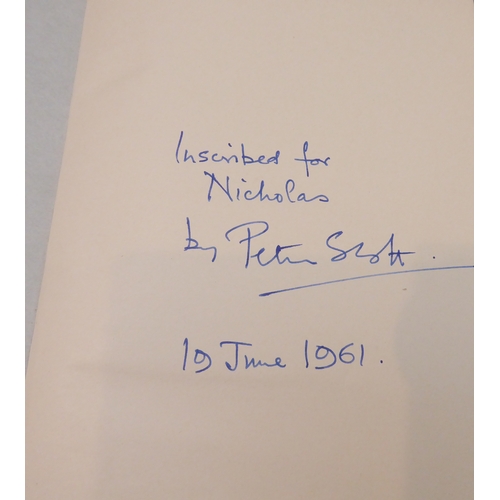 Inscribed for
Nicholas
by Peter Scott.
19 June 1961.